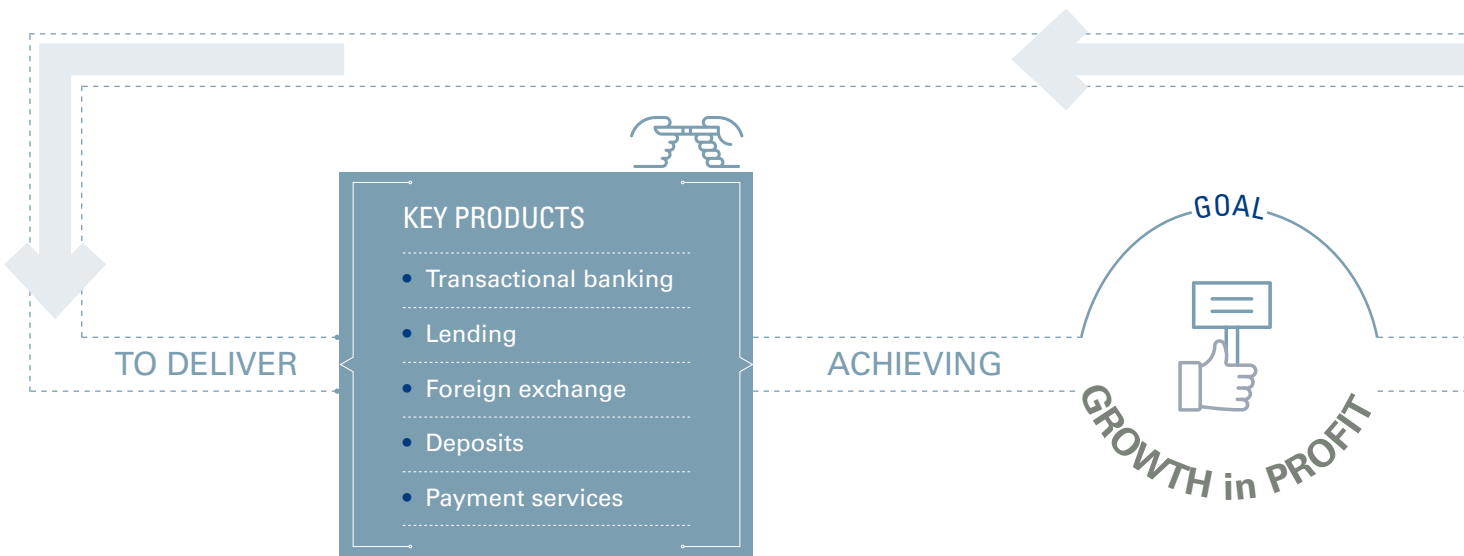 GOAL
KEY PRODUCTS
• Transactional banking
• Lending
TO DELIVER
ACHIEVING
• Foreign exchange
• Deposits
• Payment services
GROWTH in PROFIT